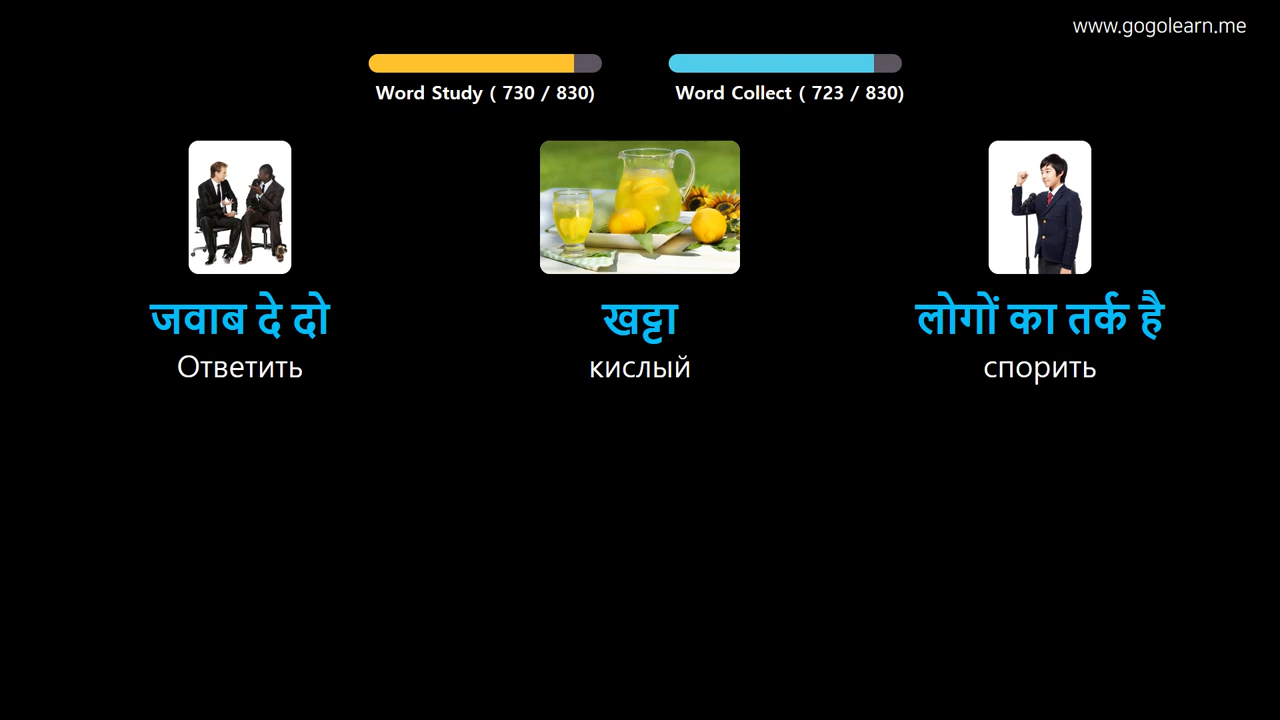 www.gogolearn.me
Word Study ( 730 / 830)
Word Collect ( 723 / 830)
जवाब दे दो
खट्टा
लोगों का तर्क है
Ответить
кислый
спорить